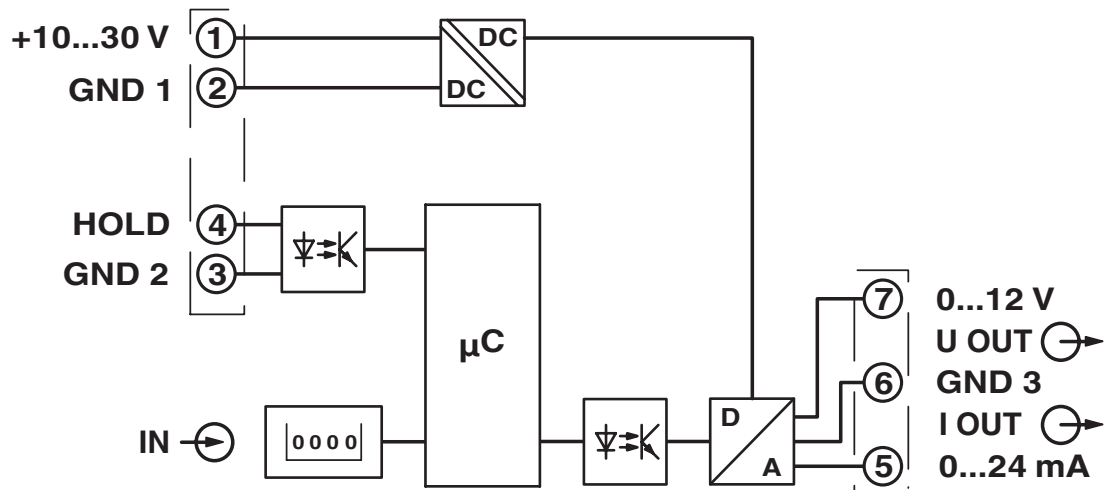 +10...30 V
1
DC
GND 1
2
DC
HOLD
4
GND 2
3
µC
7
0...12 V
U OUT
6
GND 3
IN
0000
D
A
I OUT
5
0...24 mA